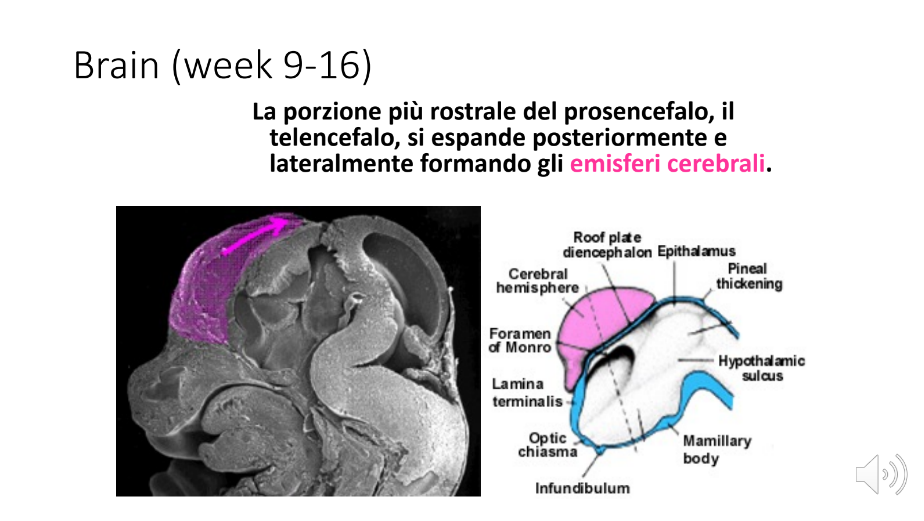 Brain (week 9-16)
La porzione più rostrale del prosencefalo, il
telencefalo, si espande posteriormente e
lateralmente formando gli emisferi cerebrali.
Roof plate
diencephalon
Epithalamus
Pineal
thickening
Cerebral
hemisphere
Foramen
of Monro
Hypothalamic
sulcus
Lamina
terminalis
Optic
chiasma
Mamillary
body
Infundibulum